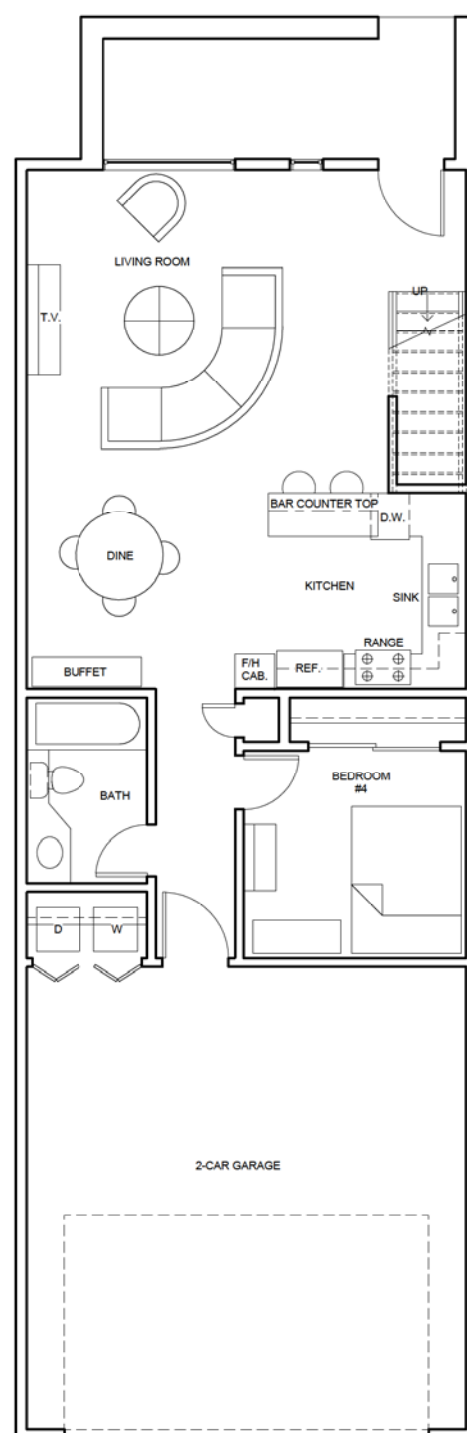 LIVING ROOM
UP
T.V.
BAR COUNTER TOP
D.W.
DINE
KITCHEN
SINK
RANGE
BUFFET
F/H
CAB.
REF.
BATH
BEDROOM
#4
D
W
2-CAR GARAGE